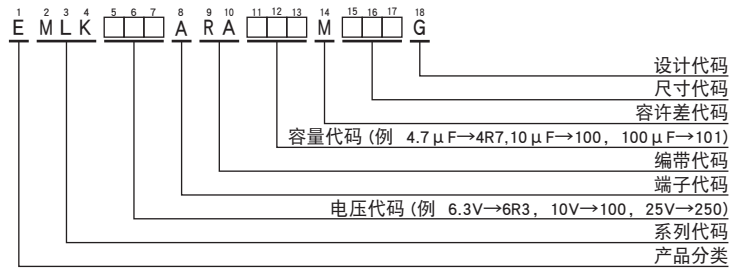 1 2 3 4 5 6 7 8 9 10 11 12 13 14 15 16 17 18
E M L K □□□ A R A □□□ M □□□ G
设计代码
尺寸代码
容许差代码
容量代码(例 4.7μF→4R7,10μF→100, 100μF→101)
编带代码
端子代码
电压代码(例 6.3V→6R3, 10V→100, 25V→250)
系列代码
产品分类